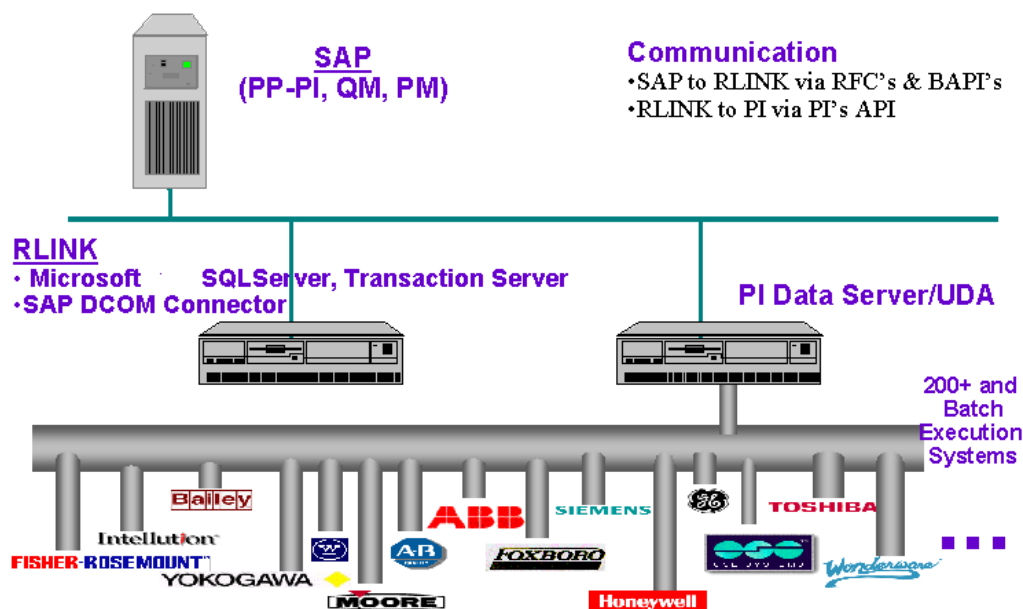 SAP
(PP-PI, QM, PM)
Communication
•SAP to RLINK via RFC's & BAPI's
•RLINK to PI via PI's API
RLINK
• Microsoft SQLServer, Transaction Server
•SAP DCOM Connector
PI Data Server/UDA
200+ and
Batch
Execution
Systems
Bailey
Intellution
FISHER-ROSEMOUNT™
YOKOGAWA
W
MOORE
A-B
ABB
FOXBORO
SIEMENS
Honeywell
GE
TOSHIBA
Wonderware